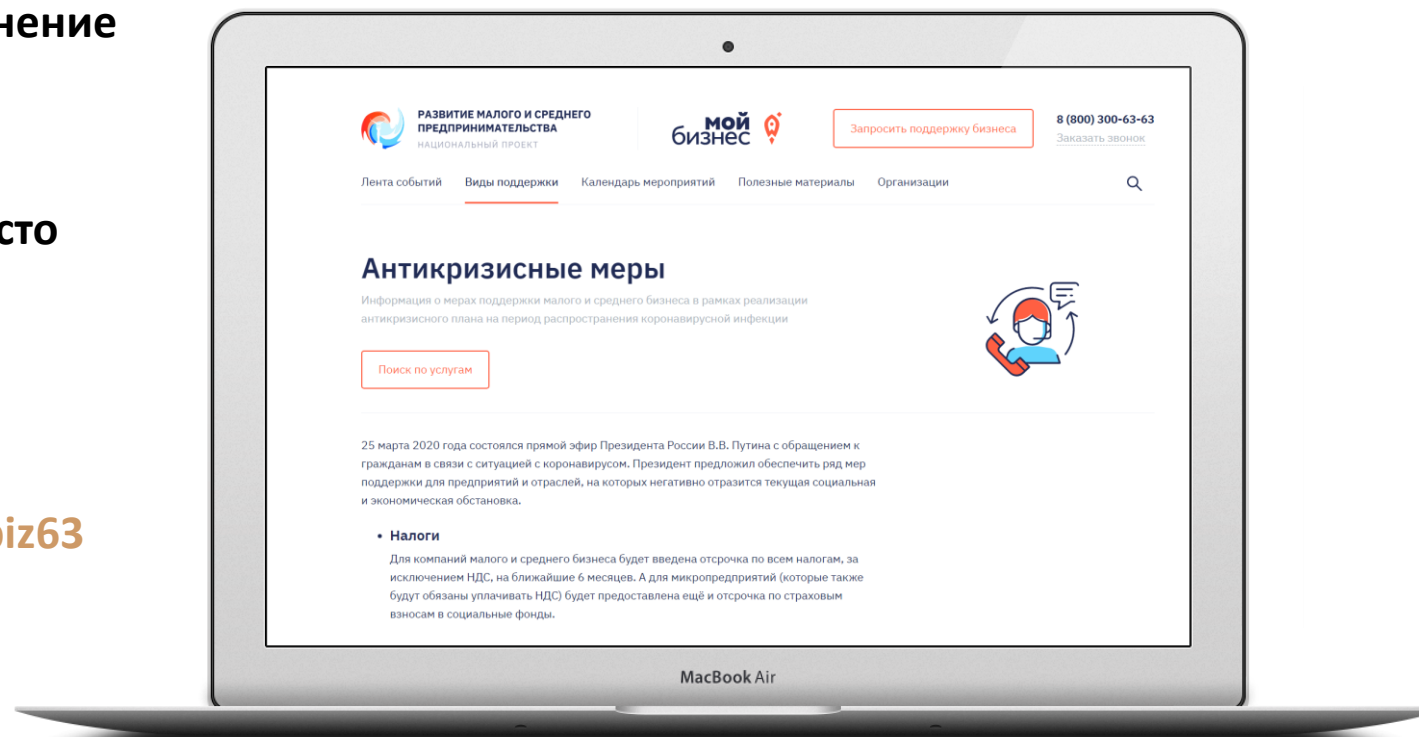 РАЗВИТИЕ МАЛОГО И СРЕДНЕГО
ПРЕДПРИНИМАТЕЛЬСТВА
НАЦИОНАЛЬНЫЙ ПРОЕКТ
мой
бизнес
Запросить поддержку бизнеса
8 (800) 300-63-63
Заказать звонок
Лента событий Виды поддержки Календарь мероприятий Полезные материалы Организации
Антикризисные меры
Информация о мерах поддержки малого и среднего бизнеса в рамках реализации
антикризисного плана на период распространения коронавирусной инфекции
Поиск по услугам
25 марта 2020 года состоялся прямой эфир Президента России В.В. Путина с обращением к
гражданам в связи с ситуацией с коронавирусом. Президент предложил обеспечить ряд мер
поддержки для предприятий и отраслей, на которых негативно отразится текущая социальная
и экономическая обстановка.
• Налоги
Для компаний малого и среднего бизнеса будет введена отсрочка по всем налогам, за
исключением НДС, на ближайшие 6 месяцев. А для микропредприятий (которые также
будут обязаны уплачивать НДС) будет предоставлена ещё и отсрочка по страховым
взносам в социальные фонды.
MacBook Air